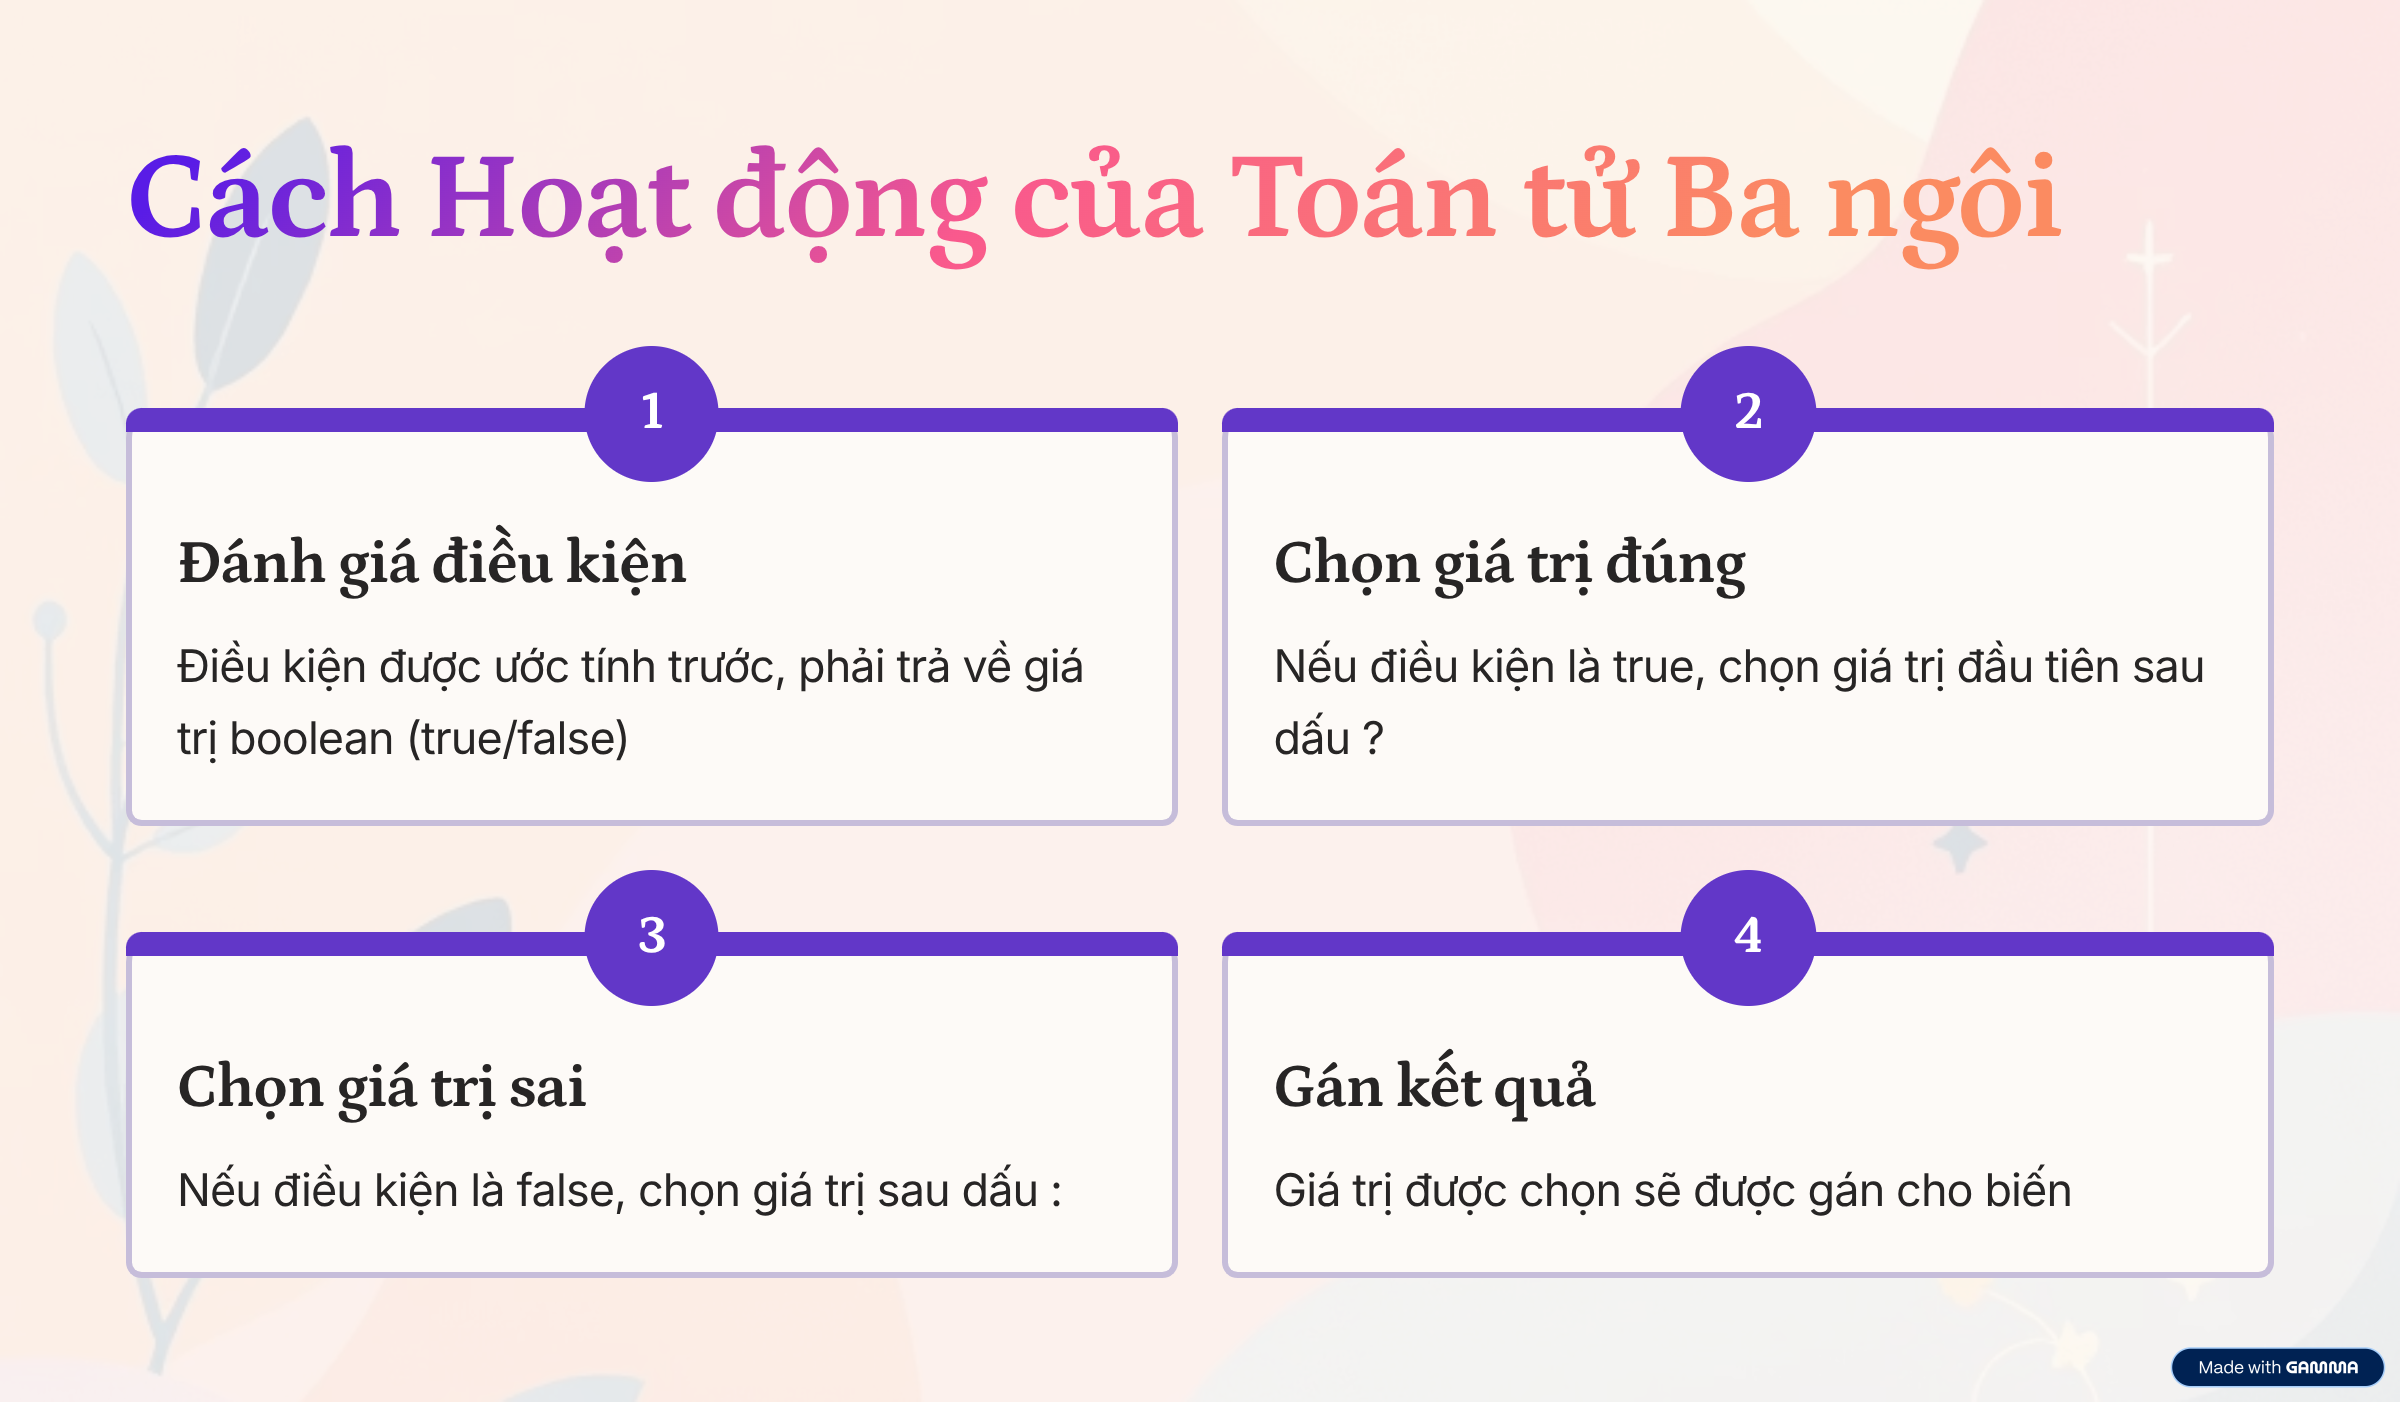 Cách Hoạt động của Toán tử Ba ngôi
1
Đánh giá điều kiện
Điều kiện được ước tính trước, phải trả về giá
trị boolean (true/false)
2
Chọn giá trị đúng
Nếu điều kiện là true, chọn giá trị đầu tiên sau
dấu ?
3
Chọn giá trị sai
Nếu điều kiện là false, chọn giá trị sau dấu :
4
Gán kết quả
Giá trị được chọn sẽ được gán cho biến
Made with GAMMA